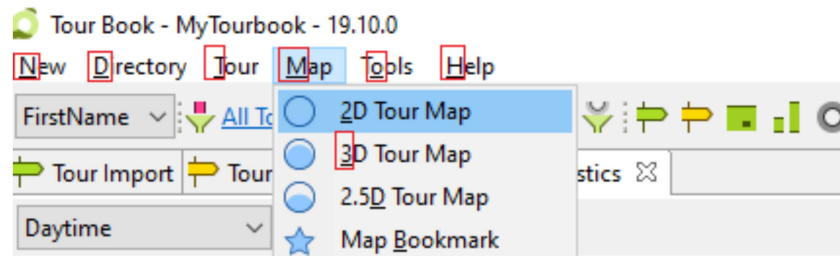 Tour Book - MyTourbook - 19.10.0
New Directory Tour Map Tools Help
FirstName All To
2D Tour Map
Tour Import Tour stics
3D Tour Map
2.5D Tour Map
Daytime
Map Bookmark